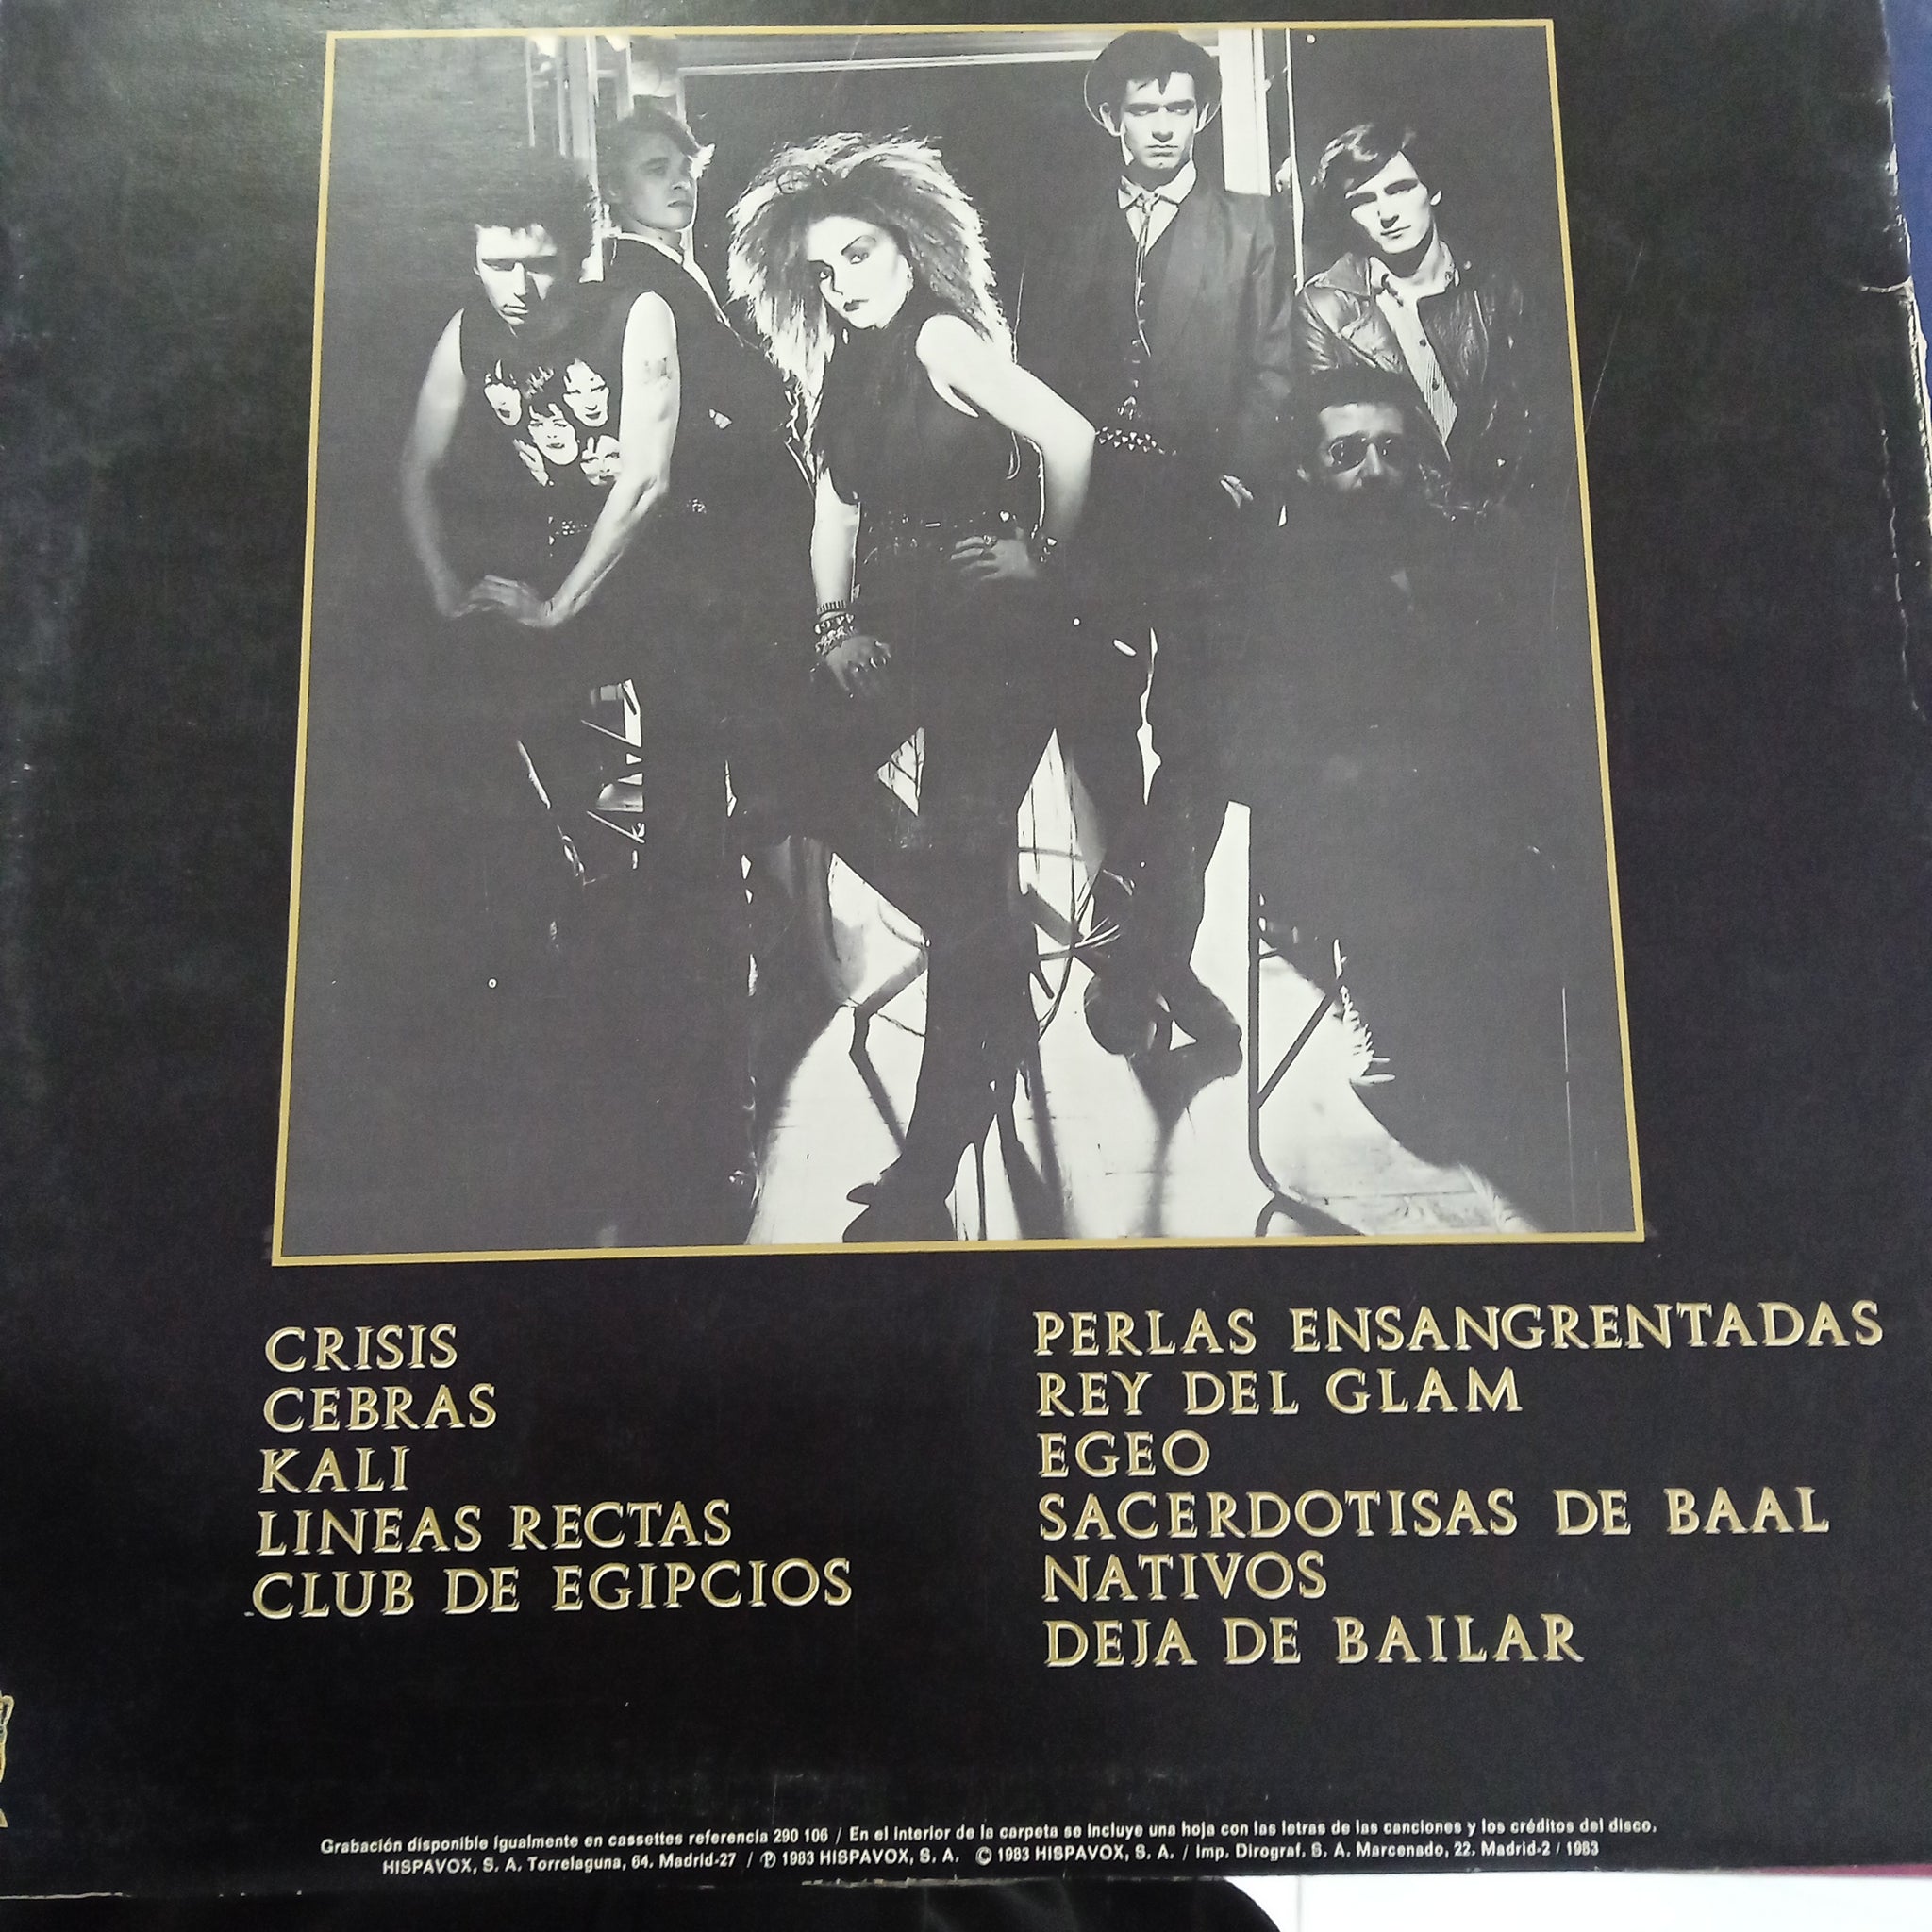 CRISIS
CEBRAS
KALI
LINEAS RECTAS
CLUB DE EGIPCIOS
PERLAS ENSANGRENTADAS
REY DEL GLAM
EGEO
SACERDOTISAS DE BAAL
NATIVOS
DEJA DE BAILAR
Grabación disponible igualmente en cassettes referencia 290 106 / En el interior de la carpeta se incluye una hoja con las letras de las canciones y los créditos del disco.
HISPAVOX, S. A. Torrelaguna, 64. Madrid-27 / Ⓟ 1983 HISPAVOX, S. A. © 1983 HISPAVOX, S. A. / Imp. Dirograf. S. A. Marcenado, 22. Madrid-2 / 1983